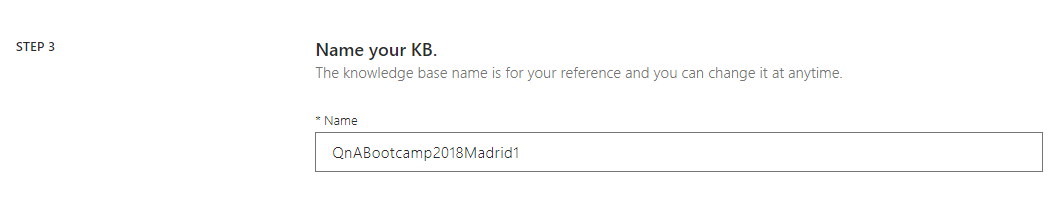 STEP 3
Name your KB.
The knowledge base name is for your reference and you can change it at anytime.
* Name
QnABootcamp2018Madrid1